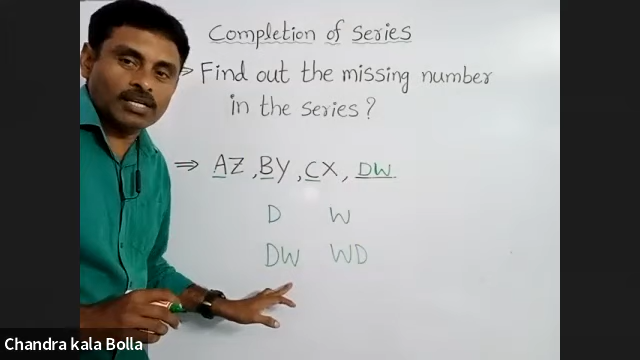 Completion of series
⇒ Find out the missing number
in the series?
⇒ AZ, BY, CX, DW
D W
DW WD
Chandra kala Bolla